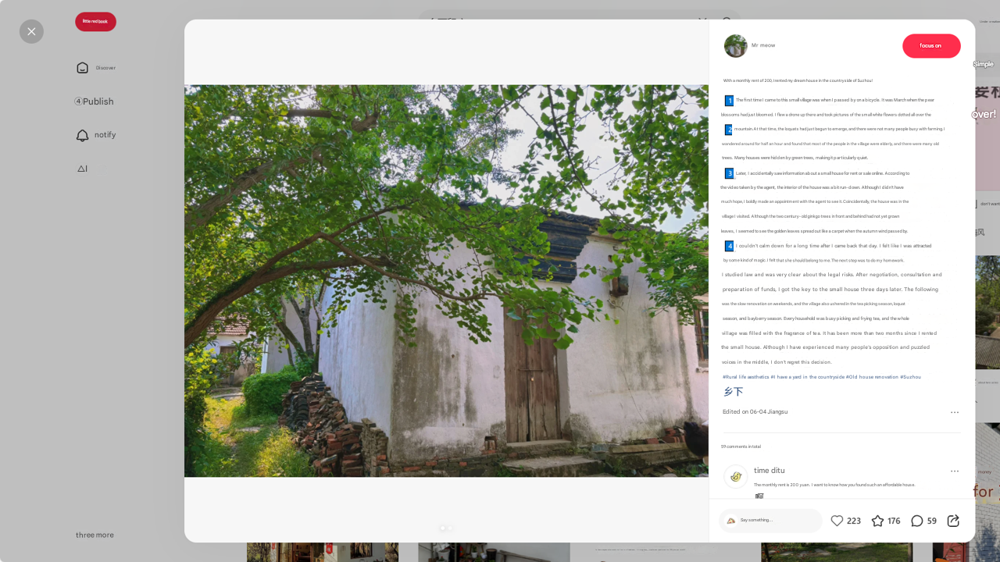 little red book
Discover
④Publish
notify
△I
three more
Mr meow
focus on
With a monthly rent of 200, I rented my dream house in the countryside of Suzhou!
1 The first time I came to this small village was when I passed by on a bicycle. It was March when the pear
blossoms had just bloomed. I flew a drone up there and took pictures of the small white flowers dotted all over the
2 mountain. At that time, the loquats had just begun to emerge, and there were not many people busy with farming. I
wandered around for half an hour and found that most of the people in the village were elderly, and there were many old
trees. Many houses were hidden by green trees, making it particularly quiet.
3 Later, I accidentally saw information about a small house for rent or sale online. According to
the video taken by the agent, the interior of the house was a bit run-down. Although I didn't have
much hope, I boldly made an appointment with the agent to see it. Coincidentally, the house was in the
village I visited. Although the two century-old ginkgo trees in front and behind had not yet grown
leaves, I seemed to see the golden leaves spread out like a carpet when the autumn wind passed by.
4 I couldn't calm down for a long time after I came back that day. I felt like I was attracted
by some kind of magic. I felt that she should belong to me. The next step was to do my homework.
I studied law and was very clear about the legal risks. After negotiation, consultation and
preparation of funds, I got the key to the small house three days later. The following
was the slow renovation on weekends, and the village also ushered in the tea picking season, loquat
season, and bayberry season. Every household was busy picking and frying tea, and the whole
village was filled with the fragrance of tea. It has been more than two months since I rented
the small house. Although I have experienced many people's opposition and puzzled
voices in the middle, I don't regret this decision.
#Rural life aesthetics #I have a yard in the countryside #Old house renovation #Suzhou
乡下
Edited on 06-04 Jiangsu
59 comments in total
time ditu
The monthly rent is 200 yuan. I want to know how you found such an affordable house.
Say something...
223
176
59
Simple
over!
don't want
money
for